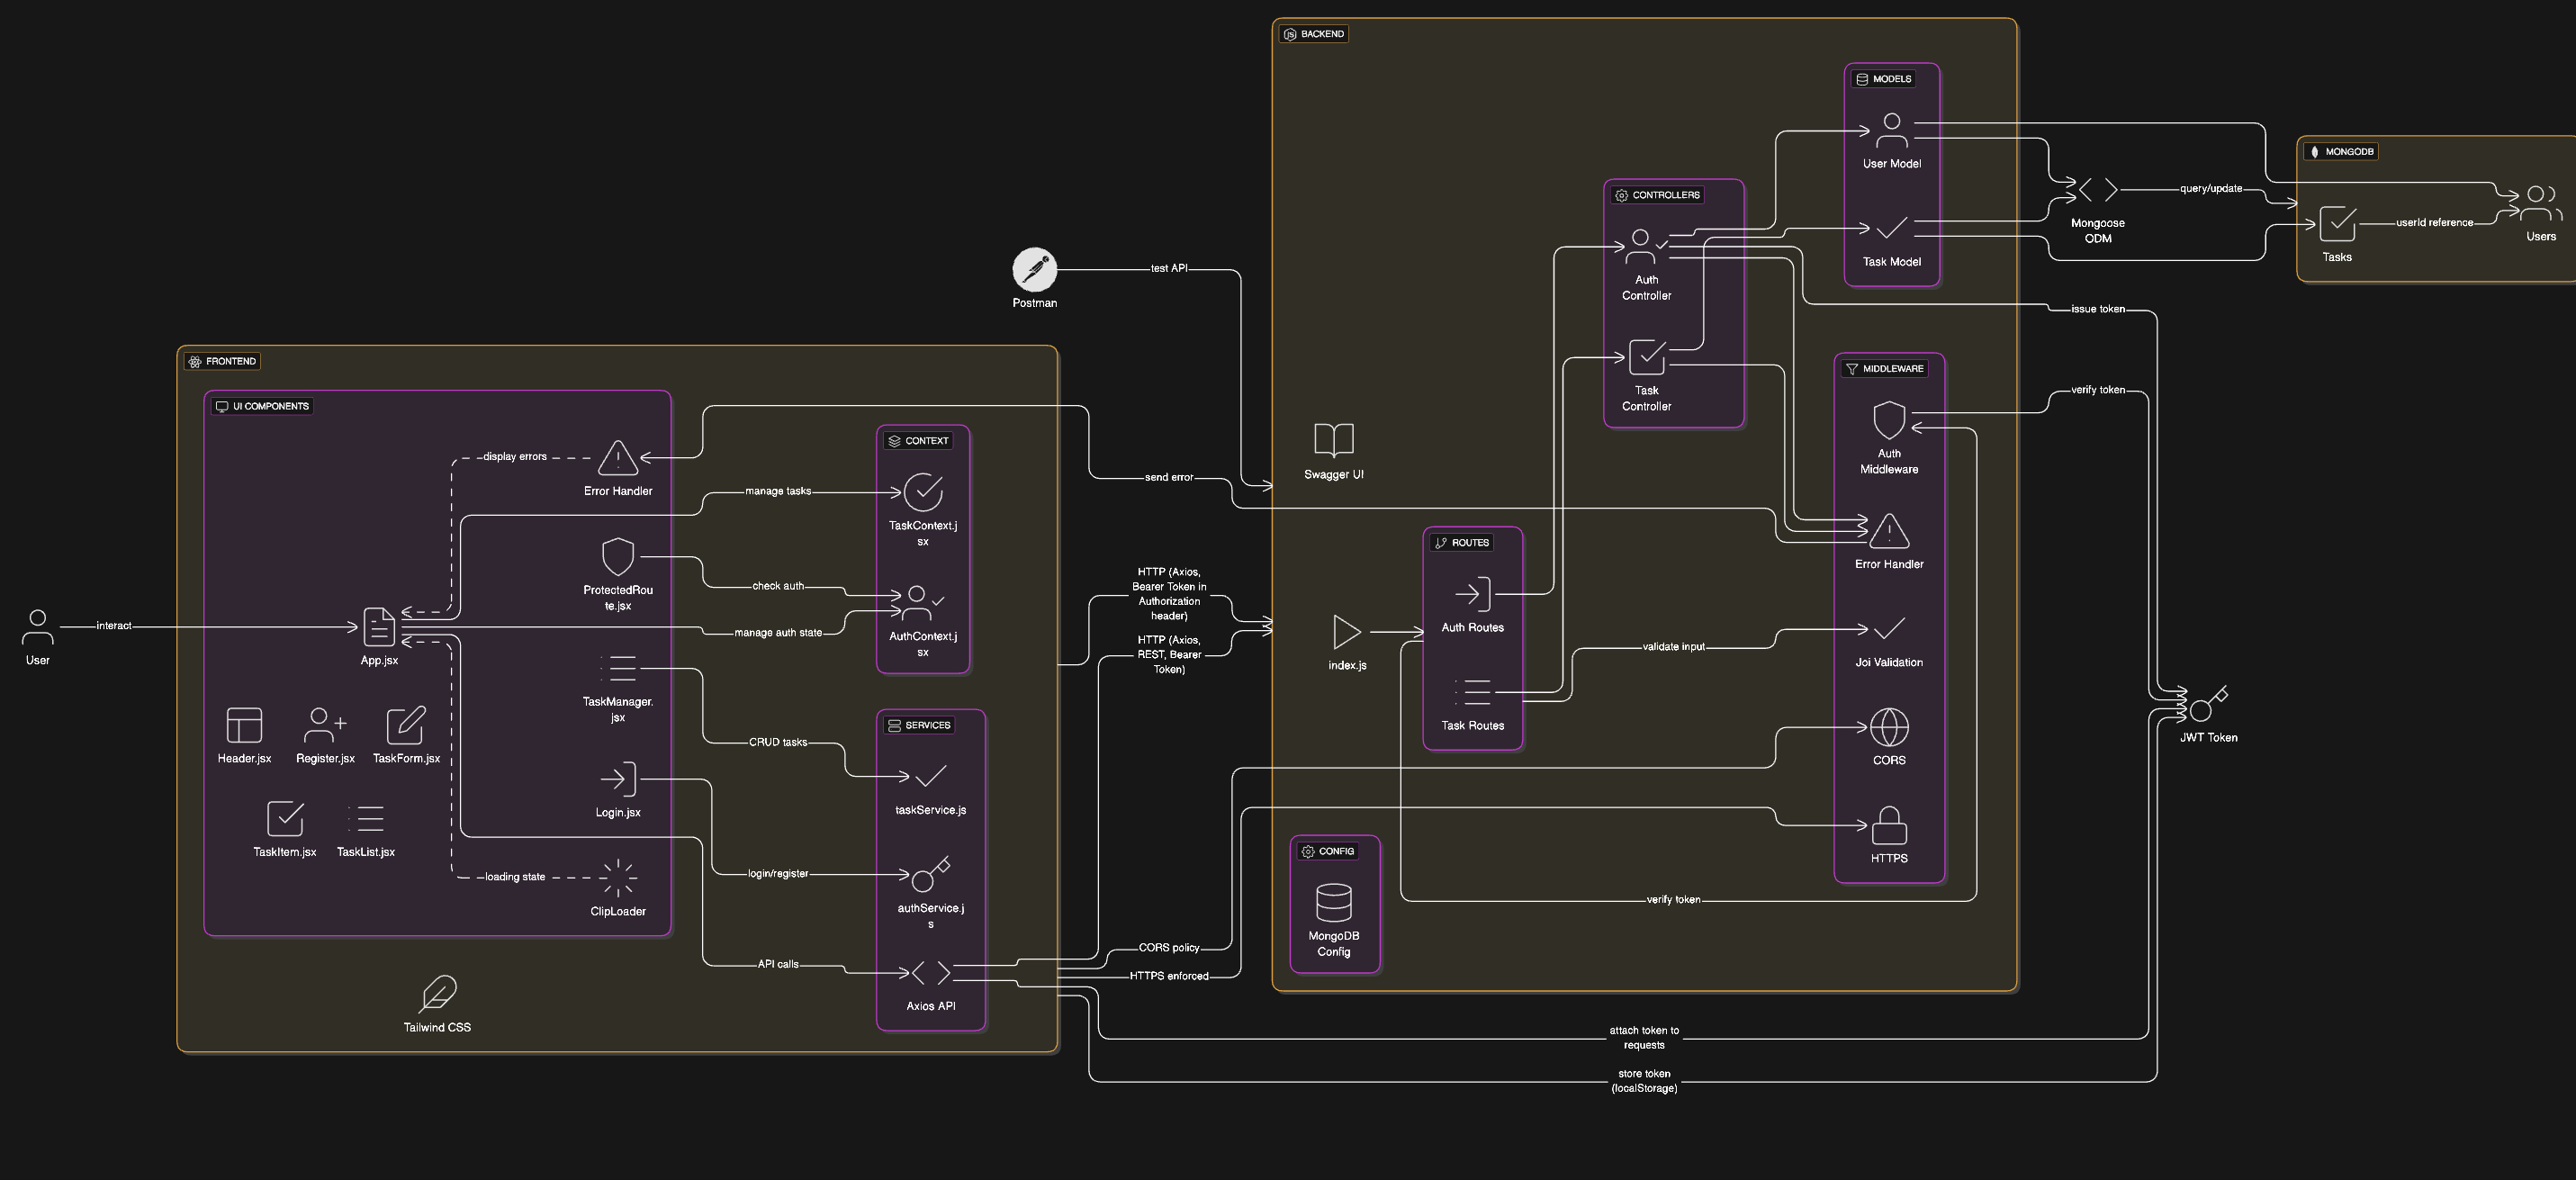 BACKEND
MODELS
User Model
Task Model
CONTROLLERS
Auth
Controller
Task
Controller
Mongoose
ODM
query/update
MONGODB
Tasks
userId reference
Users
Postman
test API
issue token
verify token
FRONTEND
UI COMPONENTS
display errors
Error Handler
manage tasks
ProtectedRou
te.jsx
check auth
manage auth state
CONTEXT
TaskContext.j
sx
AuthContext.j
sx
send error
Swagger UI
MIDDLEWARE
Auth
Middleware
Error Handler
Joi Validation
CORS
HTTPS
User
interact
App.jsx
TaskManager.
jsx
Header.jsx
Register.jsx
TaskForm.jsx
TaskItem.jsx
TaskList.jsx
Login.jsx
ClipLoader
loading state
CRUD tasks
login/register
API calls
SERVICES
taskService.js
authService.j
s
Axios API
Tailwind CSS
HTTP (Axios,
Bearer Token in
Authorization
header)
HTTP (Axios,
REST, Bearer
Token)
index.js
ROUTES
Auth Routes
Task Routes
validate input
CONFIG
MongoDB
Config
verify token
CORS policy
HTTPS enforced
JWT Token
attach token to
requests
store token
(localStorage)